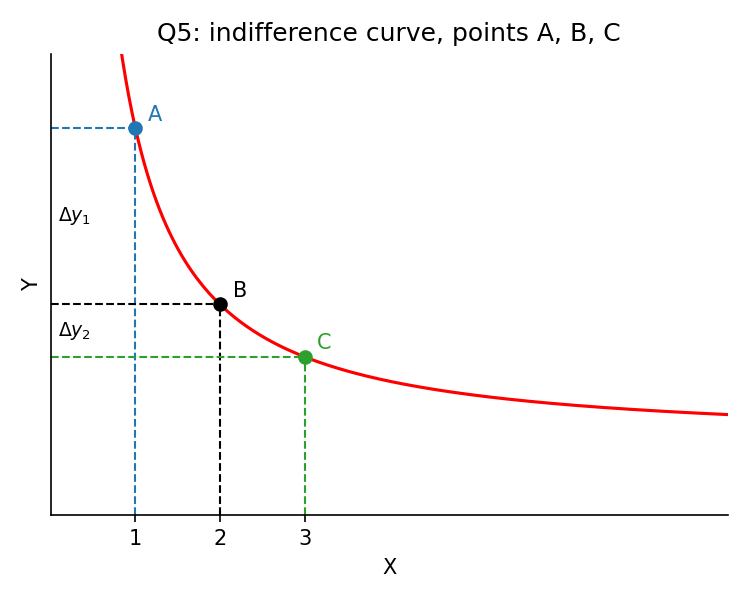 Q5: indifference curve, points A, B, C
A
Δy₁
Y
B
Δy₂
C
1 2 3
X